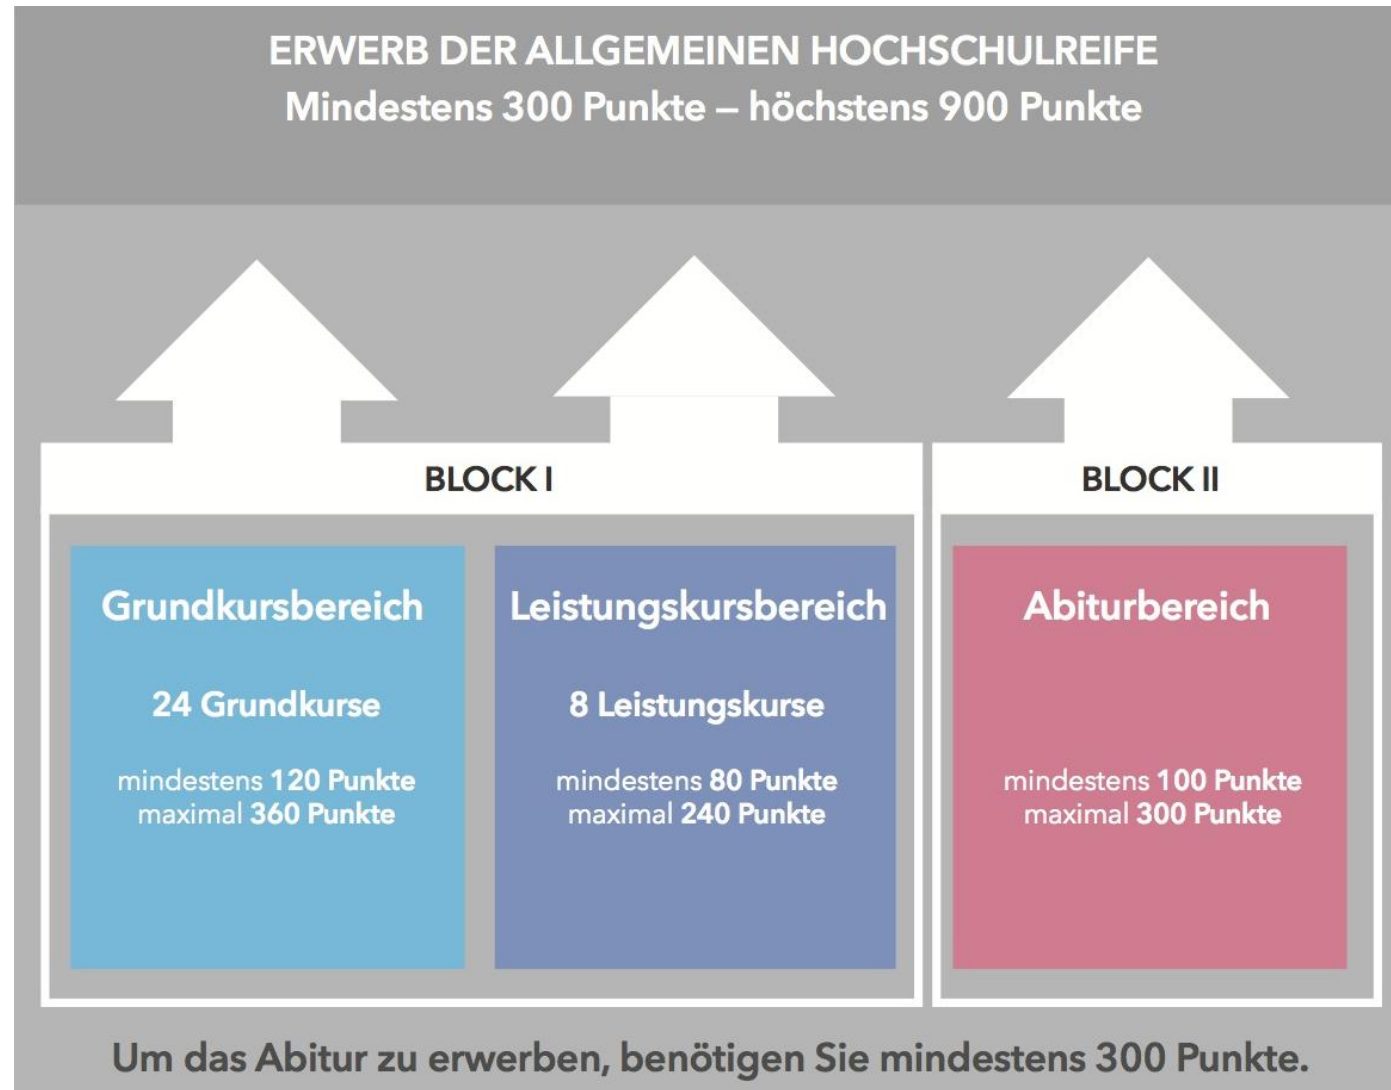 ERWERB DER ALLGEMEINEN HOCHSCHULREIFE
Mindestens 300 Punkte – höchstens 900 Punkte
BLOCK I
Grundkursbereich
24 Grundkurse
mindestens 120 Punkte
maximal 360 Punkte
Leistungskursbereich
8 Leistungskurse
mindestens 80 Punkte
maximal 240 Punkte
BLOCK II
Abiturbereich
mindestens 100 Punkte
maximal 300 Punkte
Um das Abitur zu erwerben, benötigen Sie mindestens 300 Punkte.